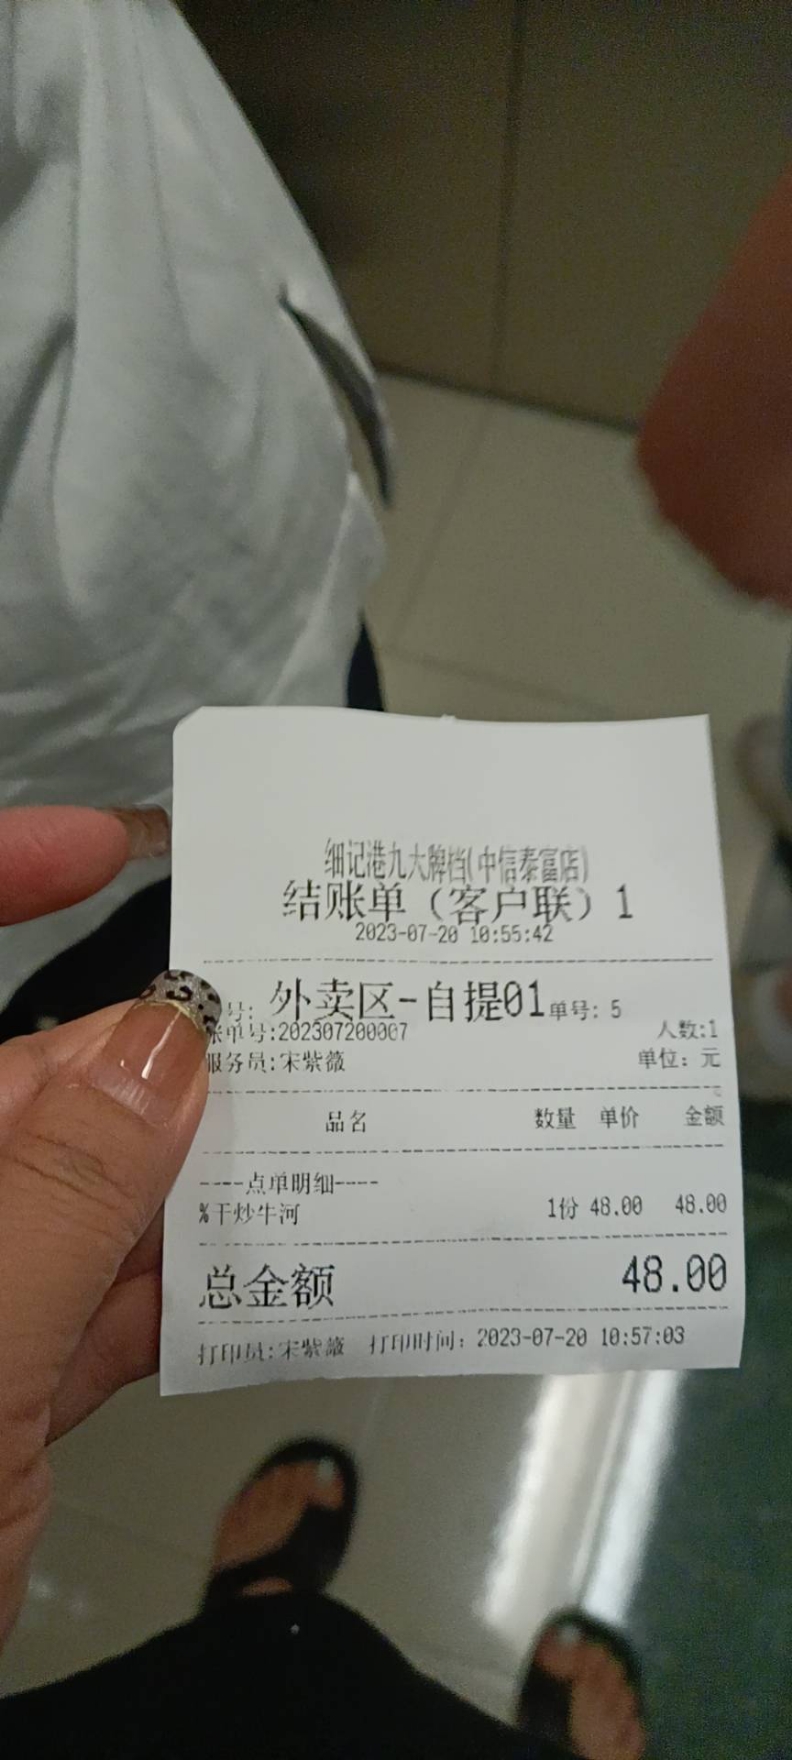 细记港九大牌档(中信泰富店)
结账单（客户联）1
2023-07-20 10:55:42
号: 外卖区-自提01 单号: 5
账单号:202307200007 人数:1
服务员:宋紫薇 单位: 元
品名 数量 单价 金额
----点单明细----
%干炒牛河 1份 48.00 48.00
总金额 48.00
打印员:宋紫薇 打印时间: 2023-07-20 10:57:03